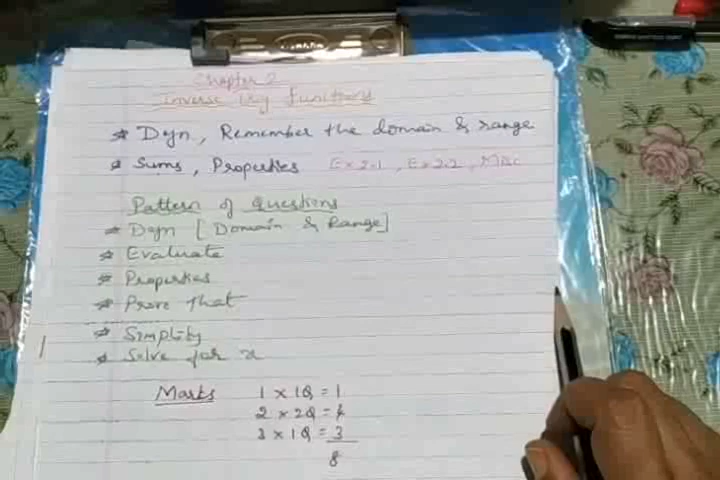 Chapter 2
Inverse Trig Functions
* Defn, Remember the domain & range
* Sums, Properties Ex 2.1, Ex 2.2, Misc
Pattern of Questions
* Defn [Domain & Range]
* Evaluate
* Properties
* Prove that
* Simplify
* Solve for x
Marks 1 x 1Q = 1
2 x 2Q = 4
3 x 1Q = 3
8